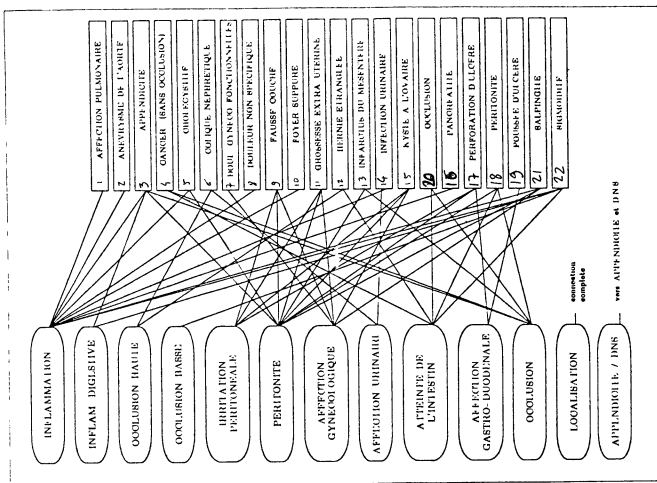 1 AFFECTION PULMONAIRE
2 ANEVRYSME DE L'AORTE
3 APPENDICITE
4 CANCER (SANS OCCLUSION)
5 CHOLECYSTITE
6 COLIQUE NEPHRETIQUE
7 DOUL GYNECO FONCTIONNELLES
8 DOULEUR NON SPECIFIQUE
9 FAUSSE COUCHE
10 FOYER SUPPURE
11 GROSSESSE EXTRA UTERINE
12 HERNIE ETRANGLEE
13 INFARCTUS DU MESENTERE
14 INFECTION URINAIRE
15 KYSTE A L'OVAIRE
20 OCCLUSION
16 PANCREATITE
17 PERFORATION D'ULCERE
18 PERITONITE
19 POUSSEE D'ULCERE
21 SALPINGITE
22 SIGMOIDITE
INFLAMMATION
INFLAM DIGESTIVE
OCCLUSION HAUTE
OCCLUSION BASSE
IRRITATION
PERITONEALE
PERITONITE
AFFECTION
GYNECOLOGIQUE
AFFECTION URINAIRE
ATTEINTE DE
L'INTESTIN
AFFECTION
GASTRO-DUODENALE
OCCLUSION
LOCALISATION
connection
complete
APPENDICITE / DNS
vers APPENDICITE et DNS